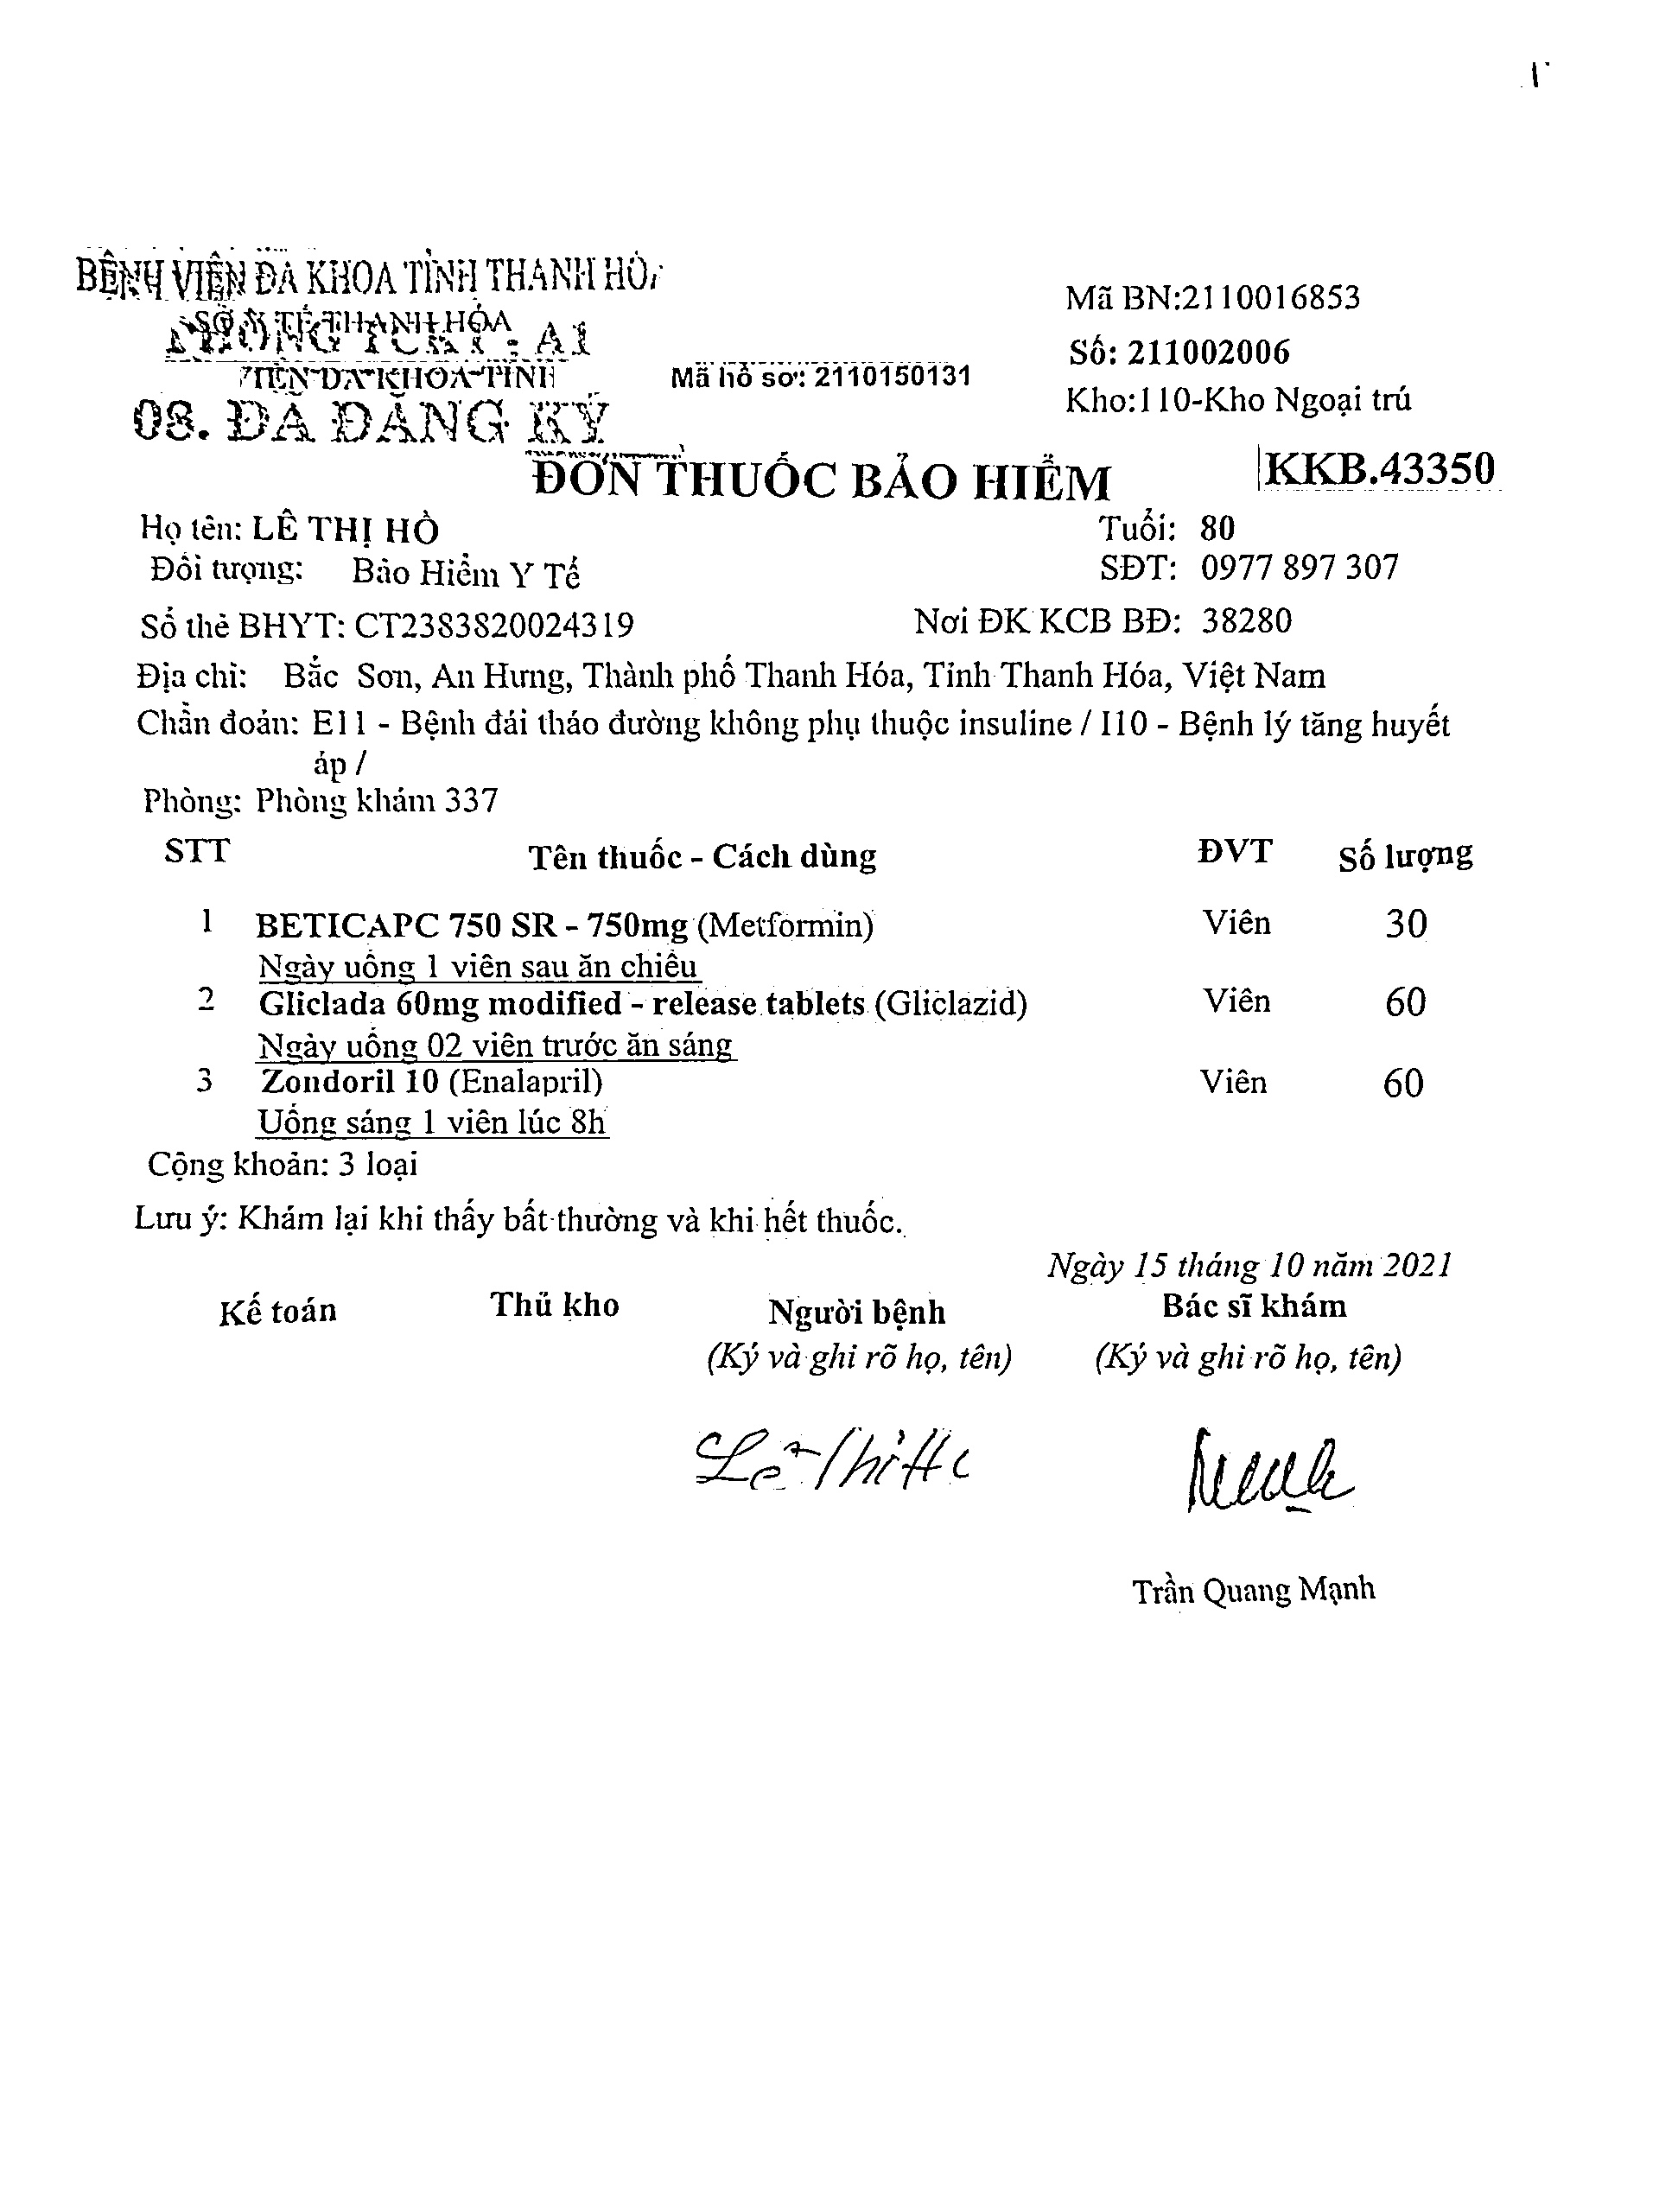 BỆNH VIỆN ĐA KHOA TỈNH THANH HÓA
SỞ Y TẾ THANH HÓA
PHÒNG TCKT - A1
VIỆN ĐA KHOA TỈNH
08. ĐÃ ĐĂNG KÝ
Mã hồ sơ: 2110150131
Mã BN:2110016853
Số: 211002006
Kho:110-Kho Ngoại trú
KKB.43350
ĐƠN THUỐC BẢO HIỂM
Họ tên: LÊ THỊ HÒ Tuổi: 80
Đối tượng: Bảo Hiểm Y Tế SĐT: 0977 897 307
Số thẻ BHYT: CT2383820024319 Nơi ĐK KCB BĐ: 38280
Địa chỉ: Bắc Sơn, An Hưng, Thành phố Thanh Hóa, Tỉnh Thanh Hóa, Việt Nam
Chẩn đoán: E11 - Bệnh đái tháo đường không phụ thuộc insuline / I10 - Bệnh lý tăng huyết
áp /
Phòng: Phòng khám 337
STT Tên thuốc - Cách dùng ĐVT Số lượng
1 BETICAPC 750 SR - 750mg (Metformin) Viên 30
Ngày uống 1 viên sau ăn chiều
2 Gliclada 60mg modified - release tablets (Gliclazid) Viên 60
Ngày uống 02 viên trước ăn sáng
3 Zondoril 10 (Enalapril) Viên 60
Uống sáng 1 viên lúc 8h
Cộng khoản: 3 loại
Lưu ý: Khám lại khi thấy bất thường và khi hết thuốc.
Ngày 15 tháng 10 năm 2021
Kế toán Thủ kho Người bệnh Bác sĩ khám
(Ký và ghi rõ họ, tên) (Ký và ghi rõ họ, tên)
Lê Thị
Trần Quang Mạnh